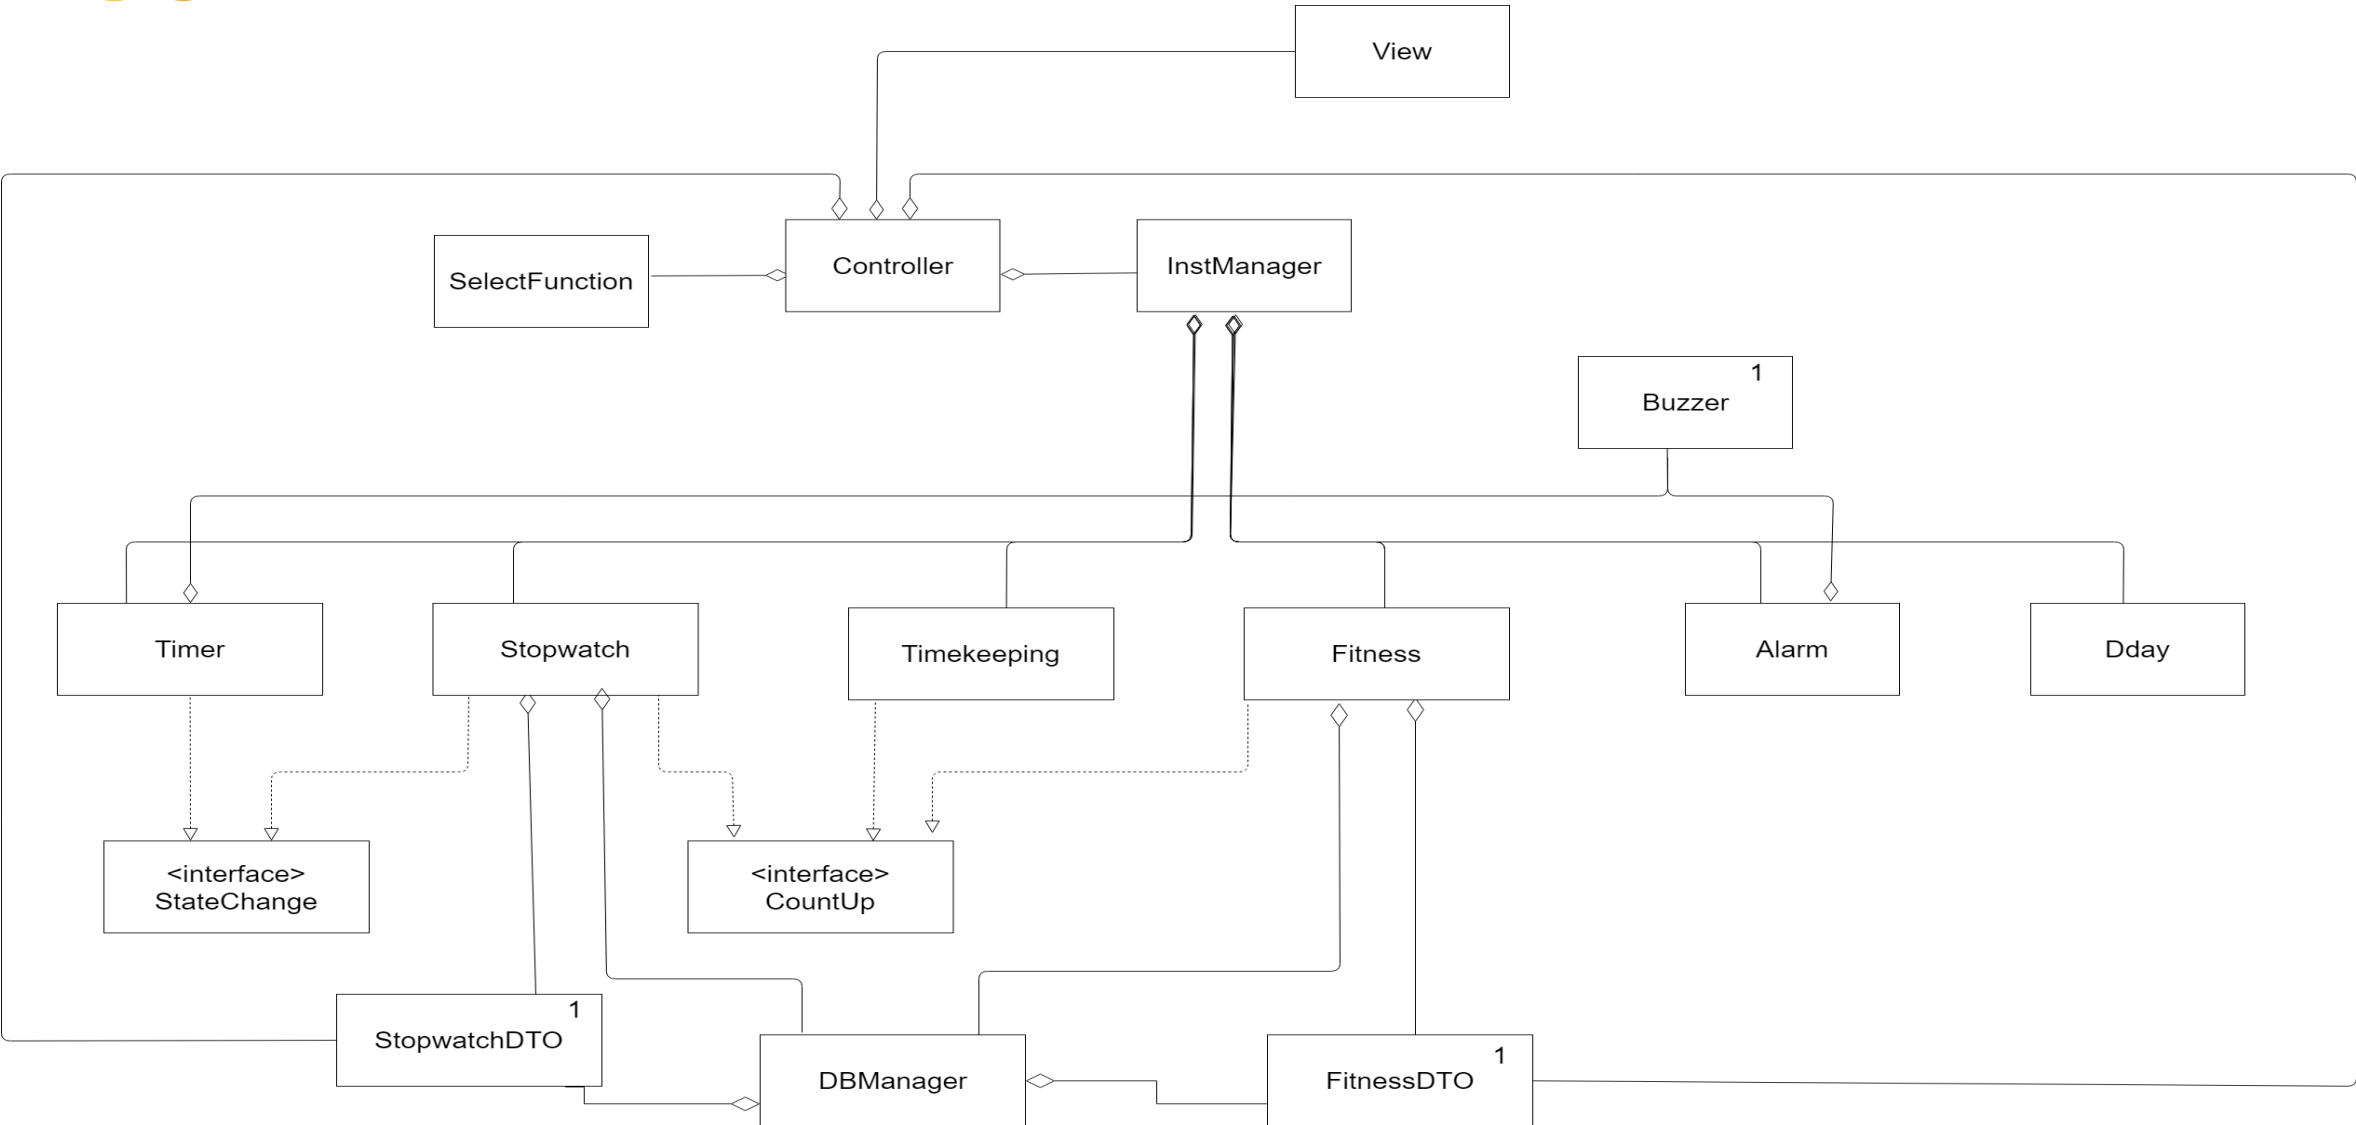 View
Controller
InstManager
SelectFunction
1
Buzzer
Timer
Stopwatch
Timekeeping
Fitness
Alarm
Dday
<interface>
StateChange
<interface>
CountUp
1
StopwatchDTO
DBManager
1
FitnessDTO